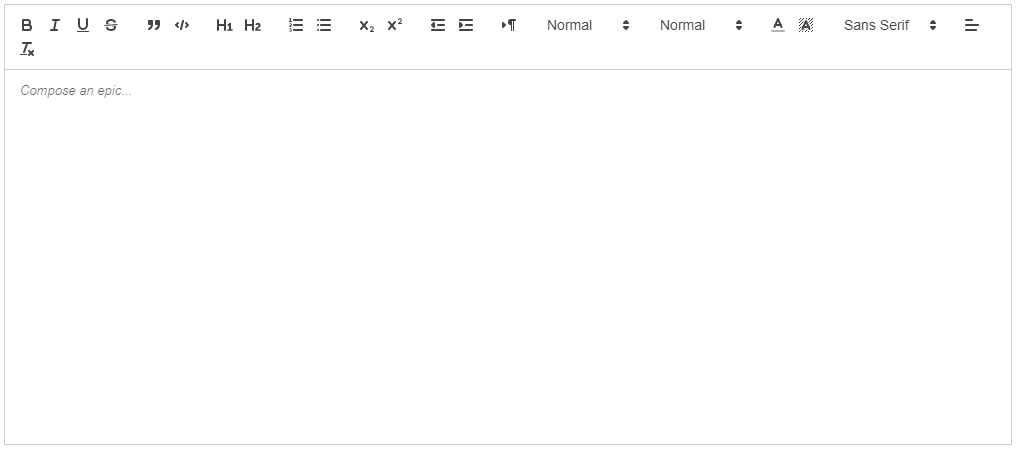 B I U S H1 H2 X2 X2 Normal Normal A A Sans Serif
Tx
Compose an epic...